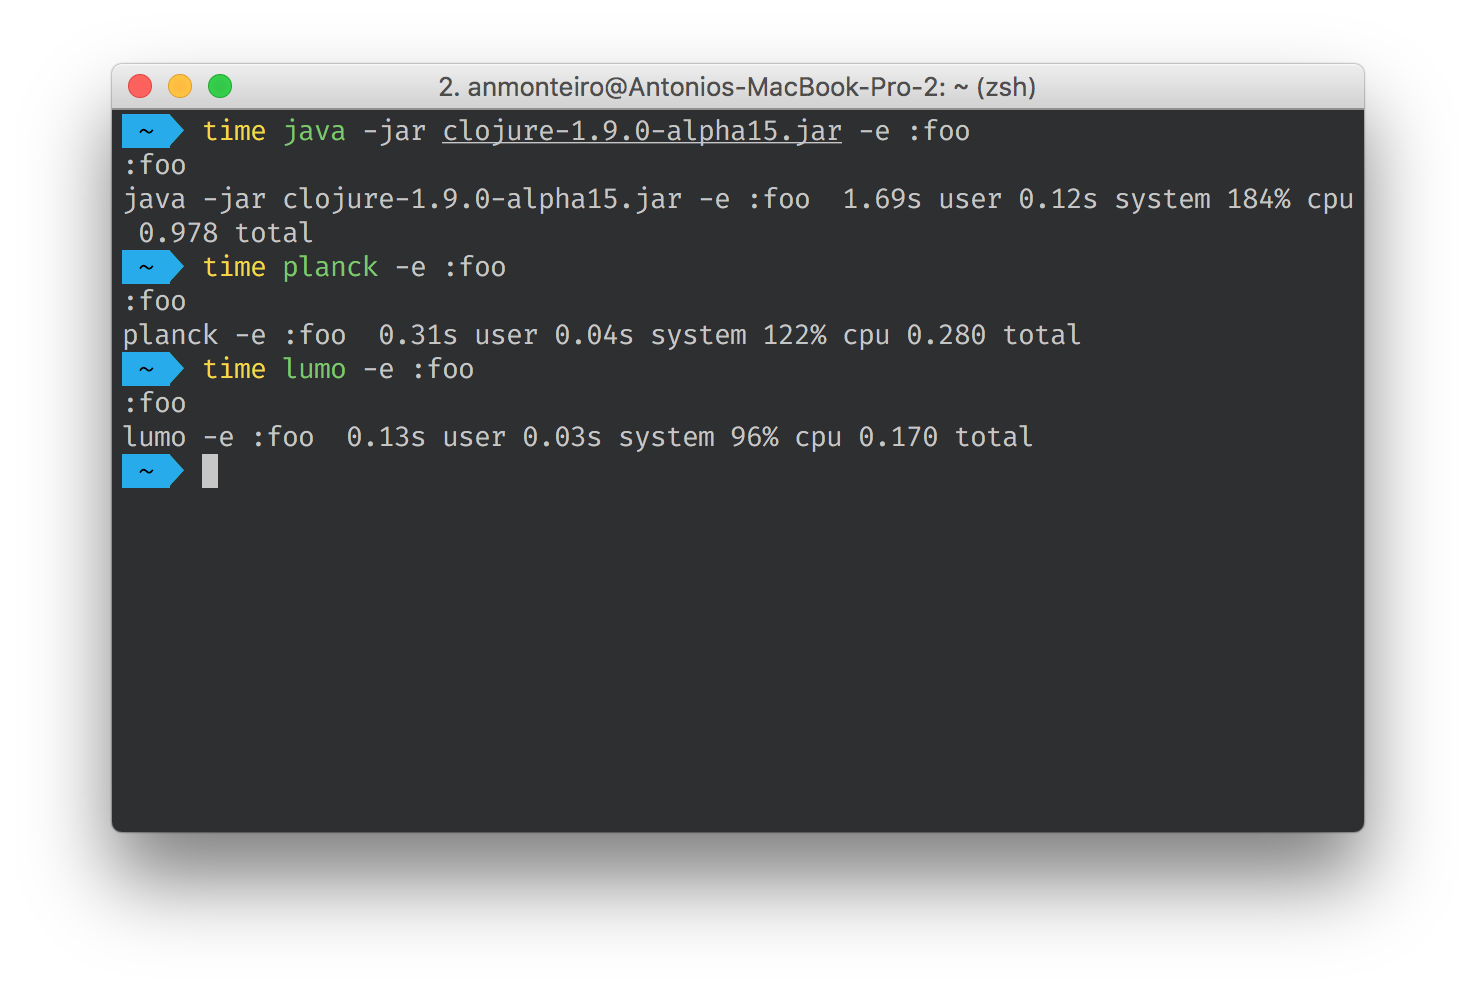 2. anmonteiro@Antonios-MacBook-Pro-2: ~ (zsh)
~ time java -jar clojure-1.9.0-alpha15.jar -e :foo
:foo
java -jar clojure-1.9.0-alpha15.jar -e :foo  1.69s user 0.12s system 184% cpu
 0.978 total
~ time planck -e :foo
:foo
planck -e :foo  0.31s user 0.04s system 122% cpu 0.280 total
~ time lumo -e :foo
:foo
lumo -e :foo  0.13s user 0.03s system 96% cpu 0.170 total
~